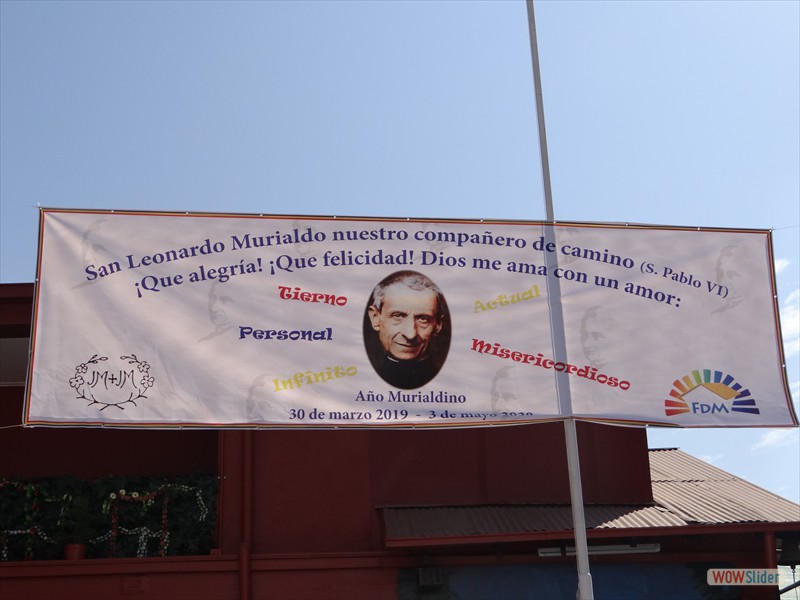 San Leonardo Murialdo nuestro compañero de camino (S. Pablo VI)
¡Que alegría! ¡Que felicidad! Dios me ama con un amor:
Tierno
Actual
Personal
Misericordioso
Infinito
JM+JM
Año Murialdino
30 de marzo 2019 - 3 de mayo 2020
FDM
WOWSlider